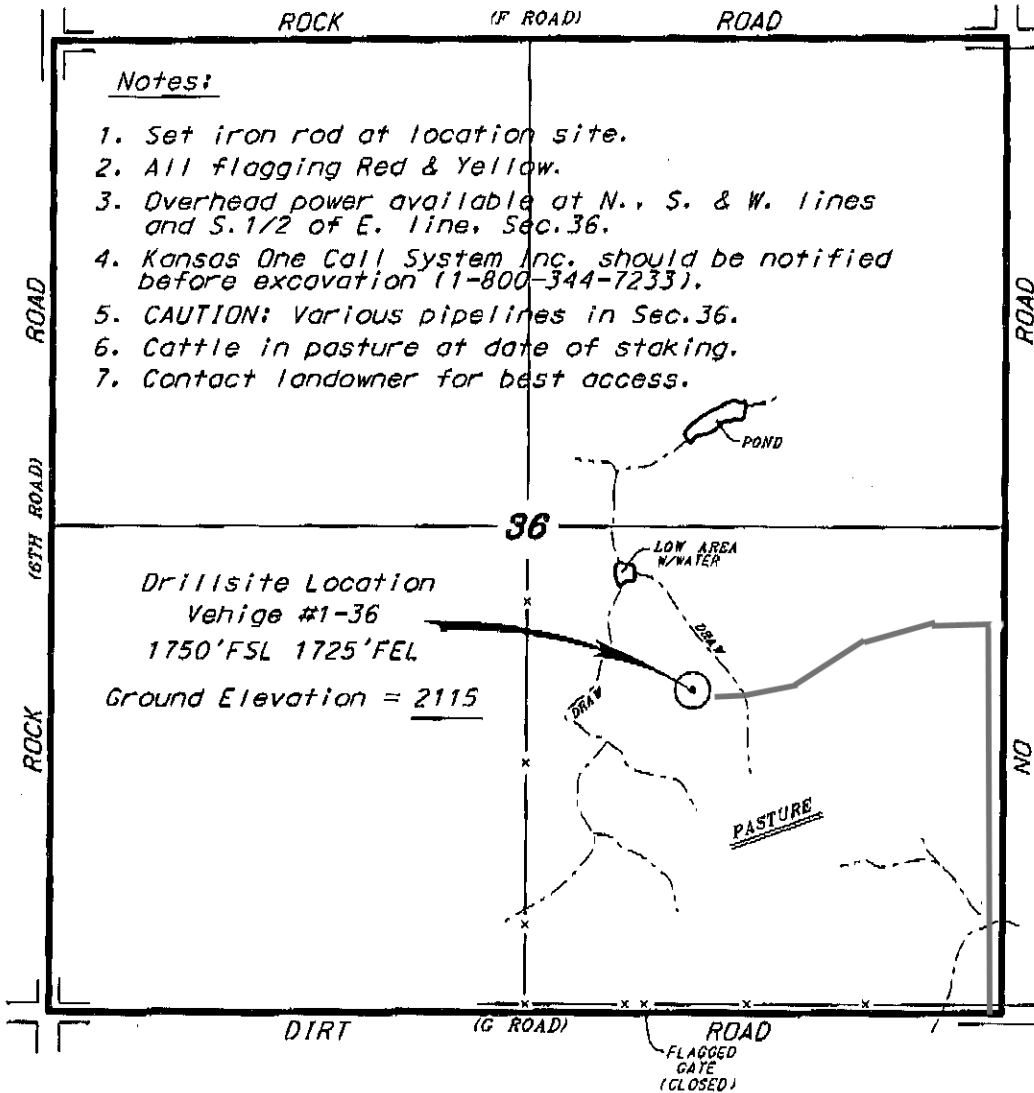 ROCK (F ROAD) ROAD
Notes:
1. Set iron rod at location site.
2. All flagging Red & Yellow.
3. Overhead power available at N., S. & W. lines
and S.1/2 of E. line, Sec.36.
4. Kansas One Call System Inc. should be notified
before excavation (1-800-344-7233).
5. CAUTION: Various pipelines in Sec.36.
6. Cattle in pasture at date of staking.
7. Contact landowner for best access.
ROAD
ROAD
POND
(6TH ROAD)
36
LOW AREA
W/WATER
Drillsite Location
Vehige #1-36
1750'FSL 1725'FEL
Ground Elevation = 2115
DRAW
DRAW
ROCK
NO
PASTURE
DIRT (G ROAD) ROAD
FLAGGED
GATE
(CLOSED)